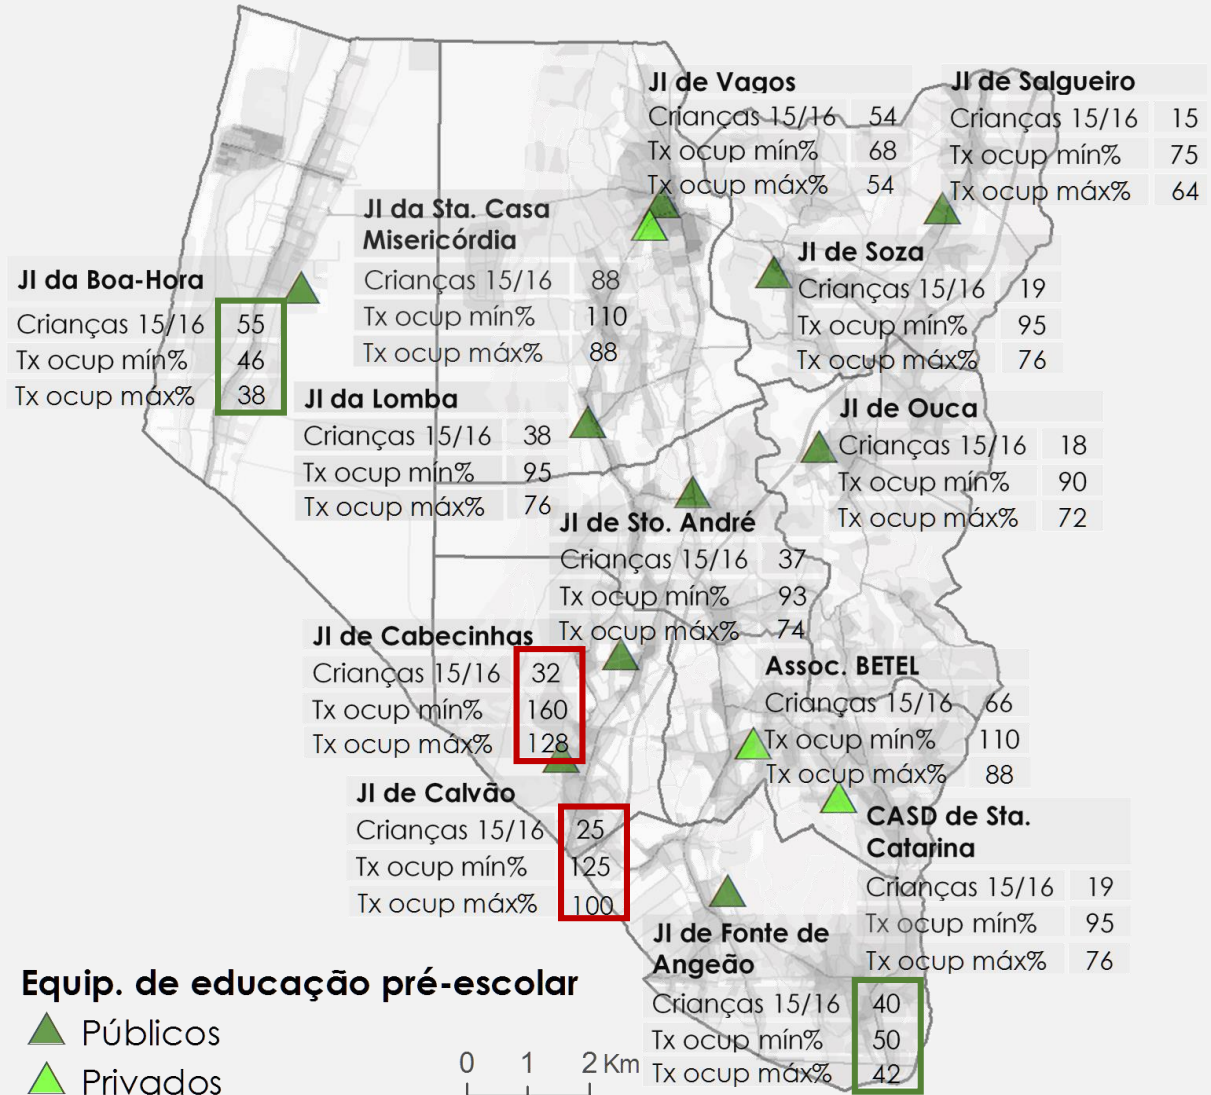 JI de Vagos
Crianças 15/16 54
Tx ocup mín% 68
Tx ocup máx% 54
JI de Salgueiro
Crianças 15/16 15
Tx ocup mín% 75
Tx ocup máx% 64
JI da Sta. Casa
Misericórdia
Crianças 15/16 88
Tx ocup mín% 110
Tx ocup máx% 88
JI de Soza
Crianças 15/16 19
Tx ocup mín% 95
Tx ocup máx% 76
JI da Boa-Hora
Crianças 15/16 55
Tx ocup mín% 46
Tx ocup máx% 38
JI da Lomba
Crianças 15/16 38
Tx ocup mín% 95
Tx ocup máx% 76
JI de Ouca
Crianças 15/16 18
Tx ocup mín% 90
Tx ocup máx% 72
JI de Sto. André
Crianças 15/16 37
Tx ocup mín% 93
Tx ocup máx% 74
JI de Cabecinhas
Crianças 15/16 32
Tx ocup mín% 160
Tx ocup máx% 128
Assoc. BETEL
Crianças 15/16 66
Tx ocup mín% 110
Tx ocup máx% 88
JI de Calvão
Crianças 15/16 25
Tx ocup mín% 125
Tx ocup máx% 100
CASD de Sta.
Catarina
Crianças 15/16 19
Tx ocup mín% 95
Tx ocup máx% 76
JI de Fonte de
Angeão
Crianças 15/16 40
Tx ocup mín% 50
Tx ocup máx% 42
Equip. de educação pré-escolar
Públicos
Privados
0 1 2 Km